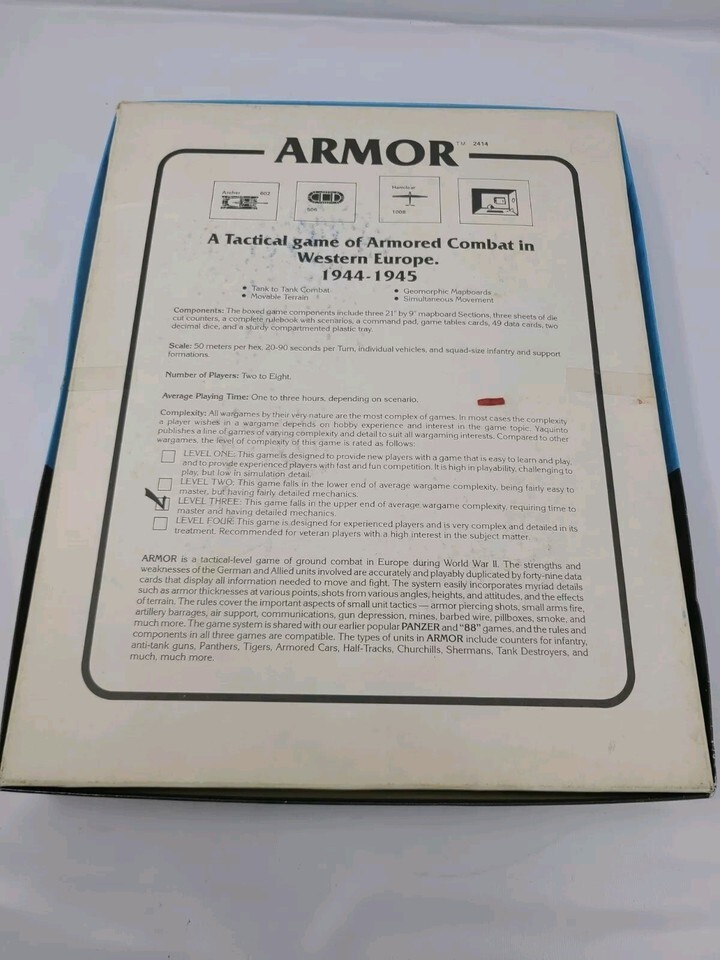 ARMOR TM 2414
Archer 602
509
Hamilcar
1008
A Tactical game of Armored Combat in
Western Europe.
1944-1945
• Tank to Tank Combat
• Movable Terrain
• Geomorphic Mapboards
• Simultaneous Movement
Components: The boxed game components include three 21" by 9" mapboard Sections, three sheets of die
cut counters, a complete rulebook with scenarios, a command pad, game tables cards, 49 data cards, two
decimal dice, and a sturdy compartmented plastic tray.
Scale: 50 meters per hex, 20-90 seconds per Turn, individual vehicles, and squad-size infantry and support
formations.
Number of Players: Two to Eight.
Average Playing Time: One to three hours, depending on scenario.
Complexity: All wargames by their very nature are the most complex of games. In most cases the complexity
a player wishes in a wargame depends on hobby experience and interest in the game topic. Yaquinto
publishes a line of games of varying complexity and detail to suit all wargaming interests. Compared to other
wargames, the level of complexity of this game is rated as follows:
LEVEL ONE: This game is designed to provide new players with a game that is easy to learn and play,
and to provide experienced players with fast and fun competition. It is high in playability, challenging to
play, but low in simulation detail.
LEVEL TWO: This game falls in the lower end of average wargame complexity, being fairly easy to
master, but having fairly detailed mechanics.
LEVEL THREE: This game falls in the upper end of average wargame complexity, requiring time to
master and having detailed mechanics.
LEVEL FOUR: This game is designed for experienced players and is very complex and detailed in its
treatment. Recommended for veteran players with a high interest in the subject matter.
ARMOR is a tactical-level game of ground combat in Europe during World War II. The strengths and
weaknesses of the German and Allied units involved are accurately and playably duplicated by forty-nine data
cards that display all information needed to move and fight. The system easily incorporates myriad details
such as armor thicknesses at various points, shots from various angles, heights, and attitudes, and the effects
of terrain. The rules cover the important aspects of small unit tactics — armor piercing shots, small arms fire,
artillery barrages, air support, communications, gun depression, mines, barbed wire, pillboxes, smoke, and
much more. The game system is shared with our earlier popular PANZER and "88" games, and the rules and
components in all three games are compatible. The types of units in ARMOR include counters for infantry,
anti-tank guns, Panthers, Tigers, Armored Cars, Half-Tracks, Churchills, Shermans, Tank Destroyers, and
much, much more.